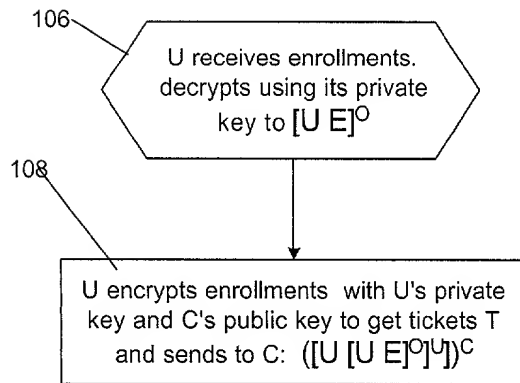 106
U receives enrollments.
decrypts using its private
key to [U E]^O
108
U encrypts enrollments with U's private
key and C's public key to get tickets T
and sends to C: ([U [U E]^O]^U])^C